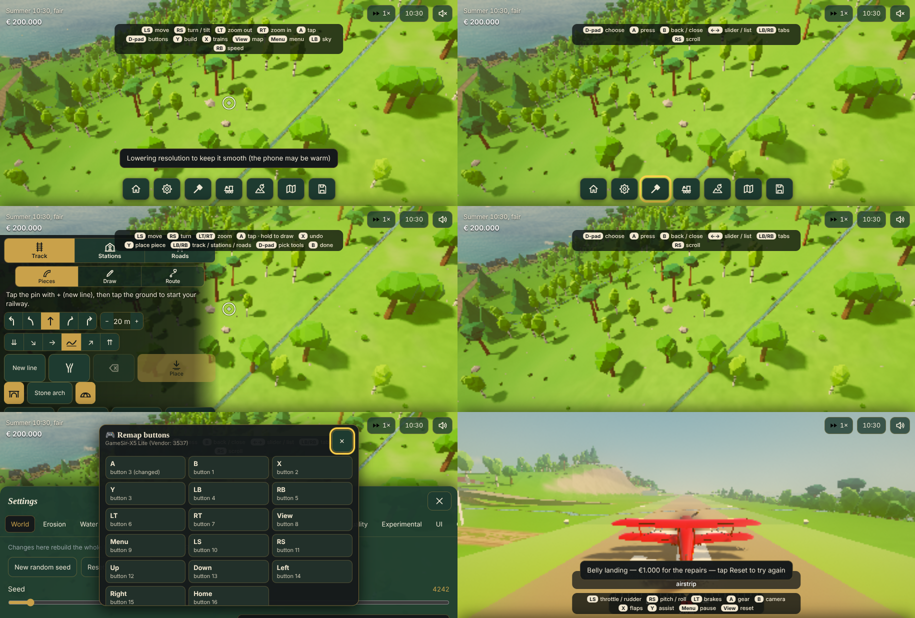 Summer 10:30, fair
€ 200.000
1×
10:30
LS move RS turn / tilt LT zoom out RT zoom in A tap
D-pad buttons Y build X trains View map Menu menu LB sky
RB speed
Lowering resolution to keep it smooth (the phone may be warm)
Summer 10:30, fair
€ 200.000
1×
10:30
D-pad choose A press B back / close ←→ slider / list LB/RB tabs
RS scroll
Summer 10:30, fair
€ 200.000
1×
10:30
LS move RS turn LT/RT zoom A tap · hold to draw X undo
Y place piece LB/RB track / stations / roads D-pad pick tools B done
Track
Stations
Roads
Pieces
Draw
Route
Tap the pin with + (new line), then tap the ground to start your
railway.
− 20 m +
New line
Place
Stone arch
Summer 10:30, fair
€ 200.000
1×
10:30
D-pad choose A press B back / close ←→ slider / list LB/RB tabs
RS scroll
Summer 10:30, fair
€ 200.000
1×
10:30
Remap buttons
GameSir-X5 Lite (Vendor: 3537)
A
button 3 (changed)
B
button 1
X
button 2
Y
button 3
LB
button 4
RB
button 5
LT
button 6
RT
button 7
View
button 8
Menu
button 9
LS
button 10
RS
button 11
Up
button 12
Down
button 13
Left
button 14
Right
button 15
Home
button 16
Settings
World
Erosion
Water
lity
Experimental
UI
Changes here rebuild the who
New random seed
Res
Seed
4242
1×
10:30
Belly landing — €1.000 for the repairs — tap Reset to try again
airstrip
LS throttle / rudder RS pitch / roll LT brakes A gear B camera
X flaps Y assist Menu pause View reset